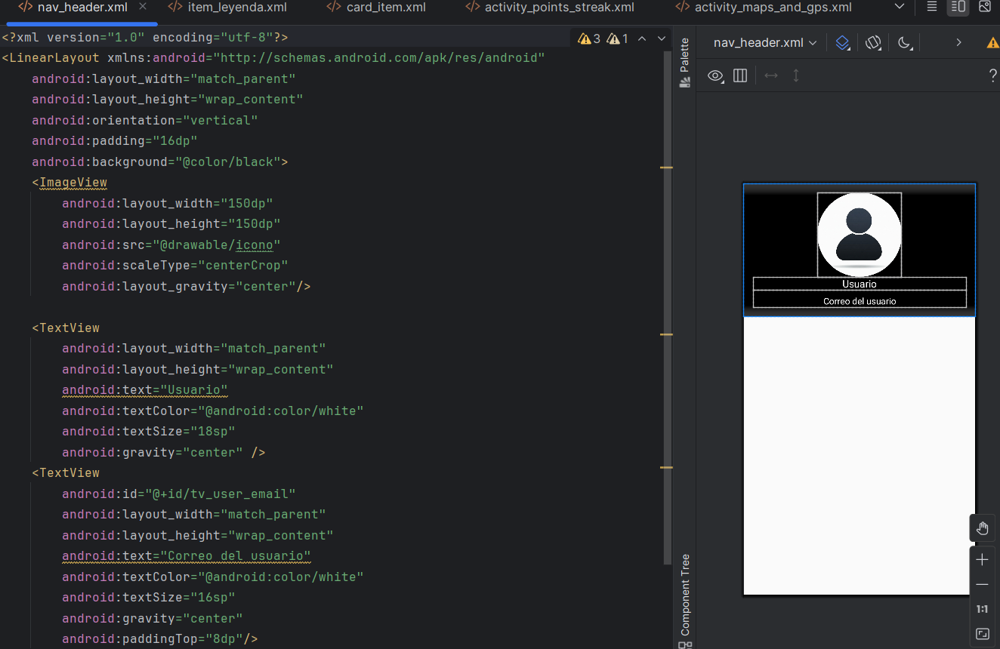 </> nav_header.xml × </> item_leyenda.xml </> card_item.xml </> activity_points_streak.xml </> activity_maps_and_gps.xml
<?xml version="1.0" encoding="utf-8"?>
3 1
<LinearLayout xmlns:android="http://schemas.android.com/apk/res/android"
    android:layout_width="match_parent"
    android:layout_height="wrap_content"
    android:orientation="vertical"
    android:padding="16dp"
    android:background="@color/black">
    <ImageView
        android:layout_width="150dp"
        android:layout_height="150dp"
        android:src="@drawable/icono"
        android:scaleType="centerCrop"
        android:layout_gravity="center"/>
    <TextView
        android:layout_width="match_parent"
        android:layout_height="wrap_content"
        android:text="Usuario"
        android:textColor="@android:color/white"
        android:textSize="18sp"
        android:gravity="center" />
    <TextView
        android:id="@+id/tv_user_email"
        android:layout_width="match_parent"
        android:layout_height="wrap_content"
        android:text="Correo del usuario"
        android:textColor="@android:color/white"
        android:textSize="16sp"
        android:gravity="center"
        android:paddingTop="8dp"/>
Palette
Component Tree
nav_header.xml
?
Usuario
Correo del usuario
1:1